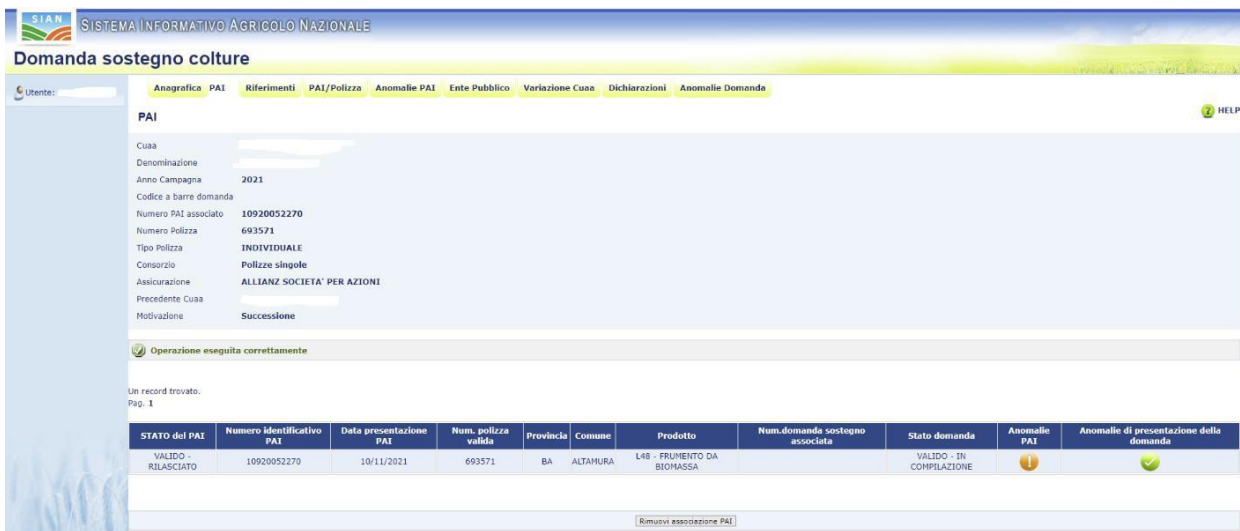 SIAN
SISTEMA INFORMATIVO AGRICOLO NAZIONALE
Domanda sostegno colture
Utente:
Anagrafica PAI Riferimenti PAI/Polizza Anomalie PAI Ente Pubblico Variazione Cuaa Dichiarazioni Anomalie Domanda
PAI
HELP
Cuaa
Denominazione
Anno Campagna 2021
Codice a barre domanda
Numero PAI associato 10920052270
Numero Polizza 693571
Tipo Polizza INDIVIDUALE
Consorzio Polizze singole
Assicurazione ALLIANZ SOCIETA' PER AZIONI
Precedente Cuaa
Motivazione Successione
Operazione eseguita correttamente
Un record trovato.
Pag. 1
STATO del PAI Numero identificativo PAI Data presentazione PAI Num. polizza valida Provincia Comune Prodotto Num.domanda sostegno associata Stato domanda Anomalie PAI Anomalie di presentazione della domanda
VALIDO - RILASCIATO 10920052270 10/11/2021 693571 BA ALTAMURA L48 - FRUMENTO DA BIOMASSA VALIDO - IN COMPILAZIONE
Rimuovi associazione PAI